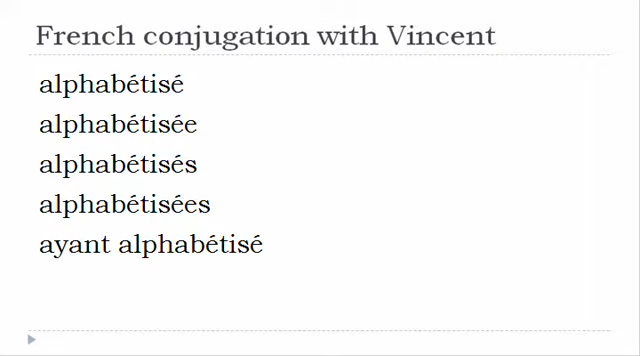 French conjugation with Vincent
alphabétisé
alphabétisée
alphabétisés
alphabétisées
ayant alphabétisé